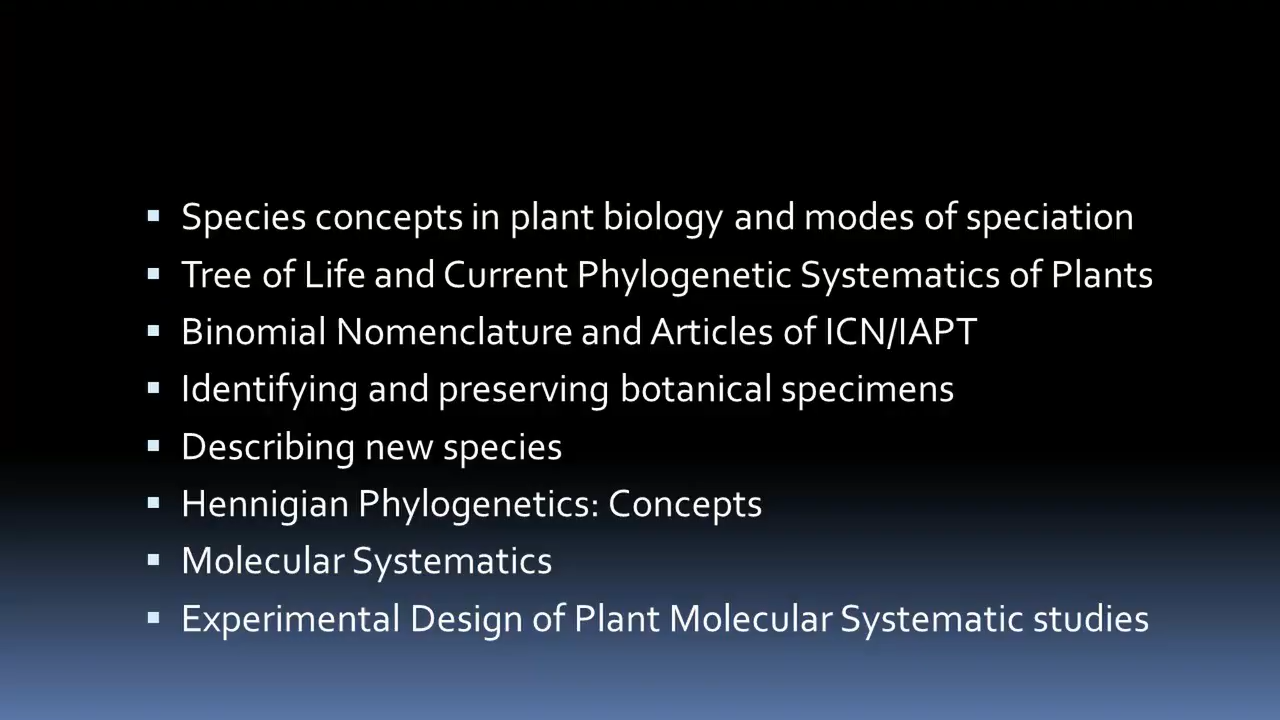 ▪ Species concepts in plant biology and modes of speciation
▪ Tree of Life and Current Phylogenetic Systematics of Plants
▪ Binomial Nomenclature and Articles of ICN/IAPT
▪ Identifying and preserving botanical specimens
▪ Describing new species
▪ Hennigian Phylogenetics: Concepts
▪ Molecular Systematics
▪ Experimental Design of Plant Molecular Systematic studies